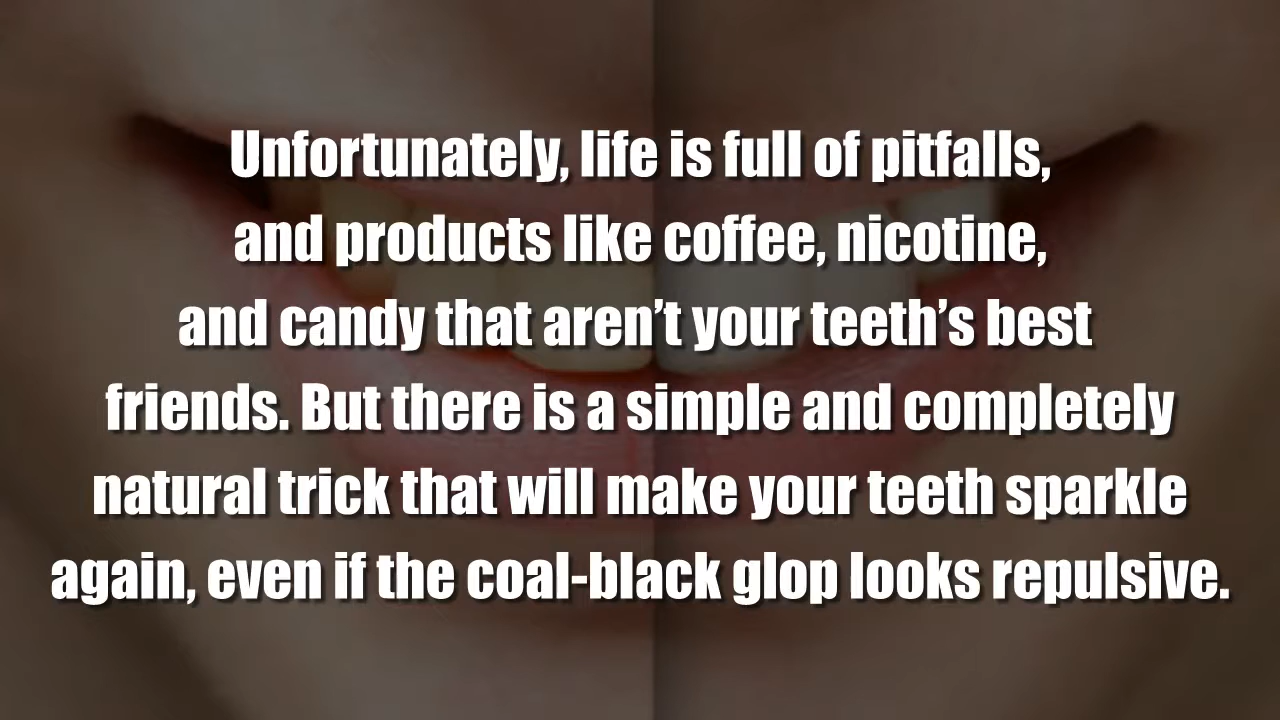 Unfortunately, life is full of pitfalls,
and products like coffee, nicotine,
and candy that aren’t your teeth’s best
friends. But there is a simple and completely
natural trick that will make your teeth sparkle
again, even if the coal-black glop looks repulsive.